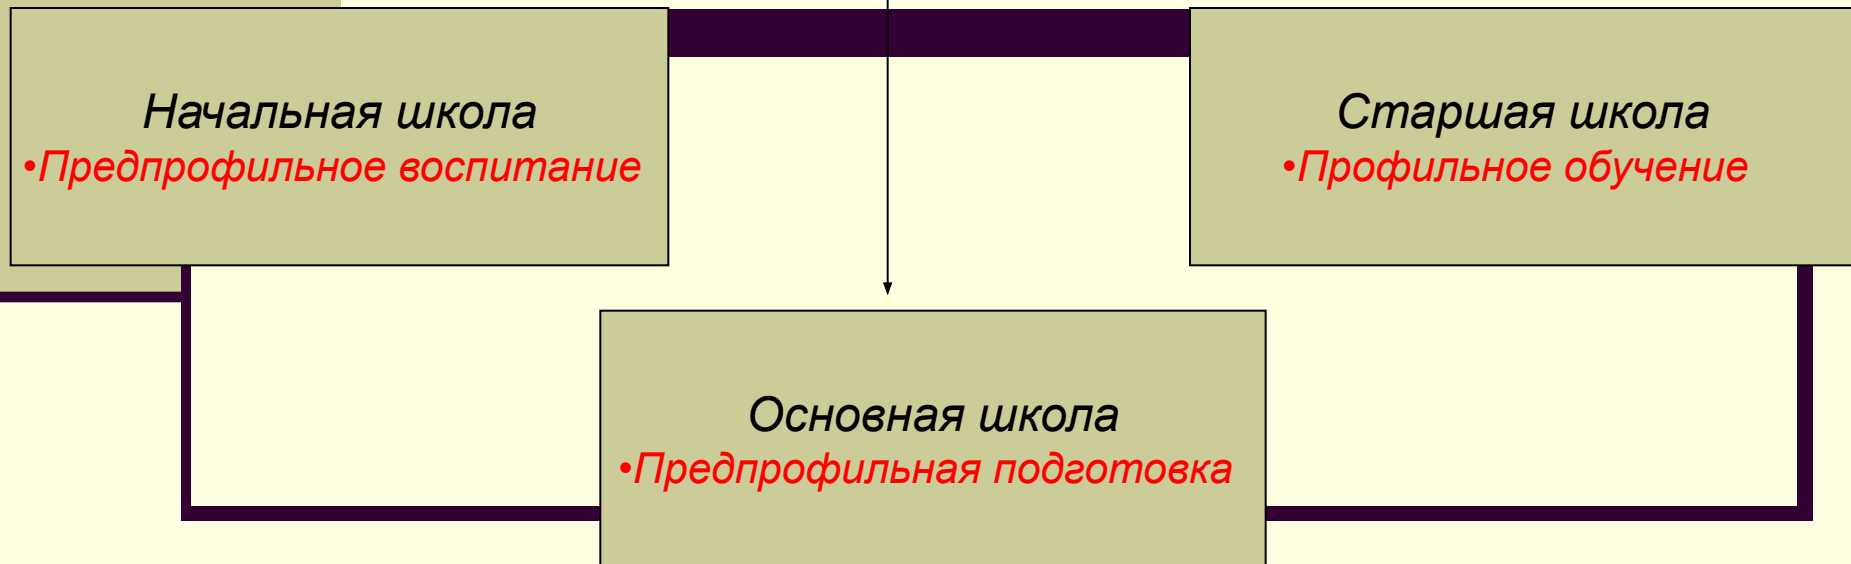 Начальная школа
•Предпрофильное воспитание
Старшая школа
•Профильное обучение
Основная школа
•Предпрофильная подготовка